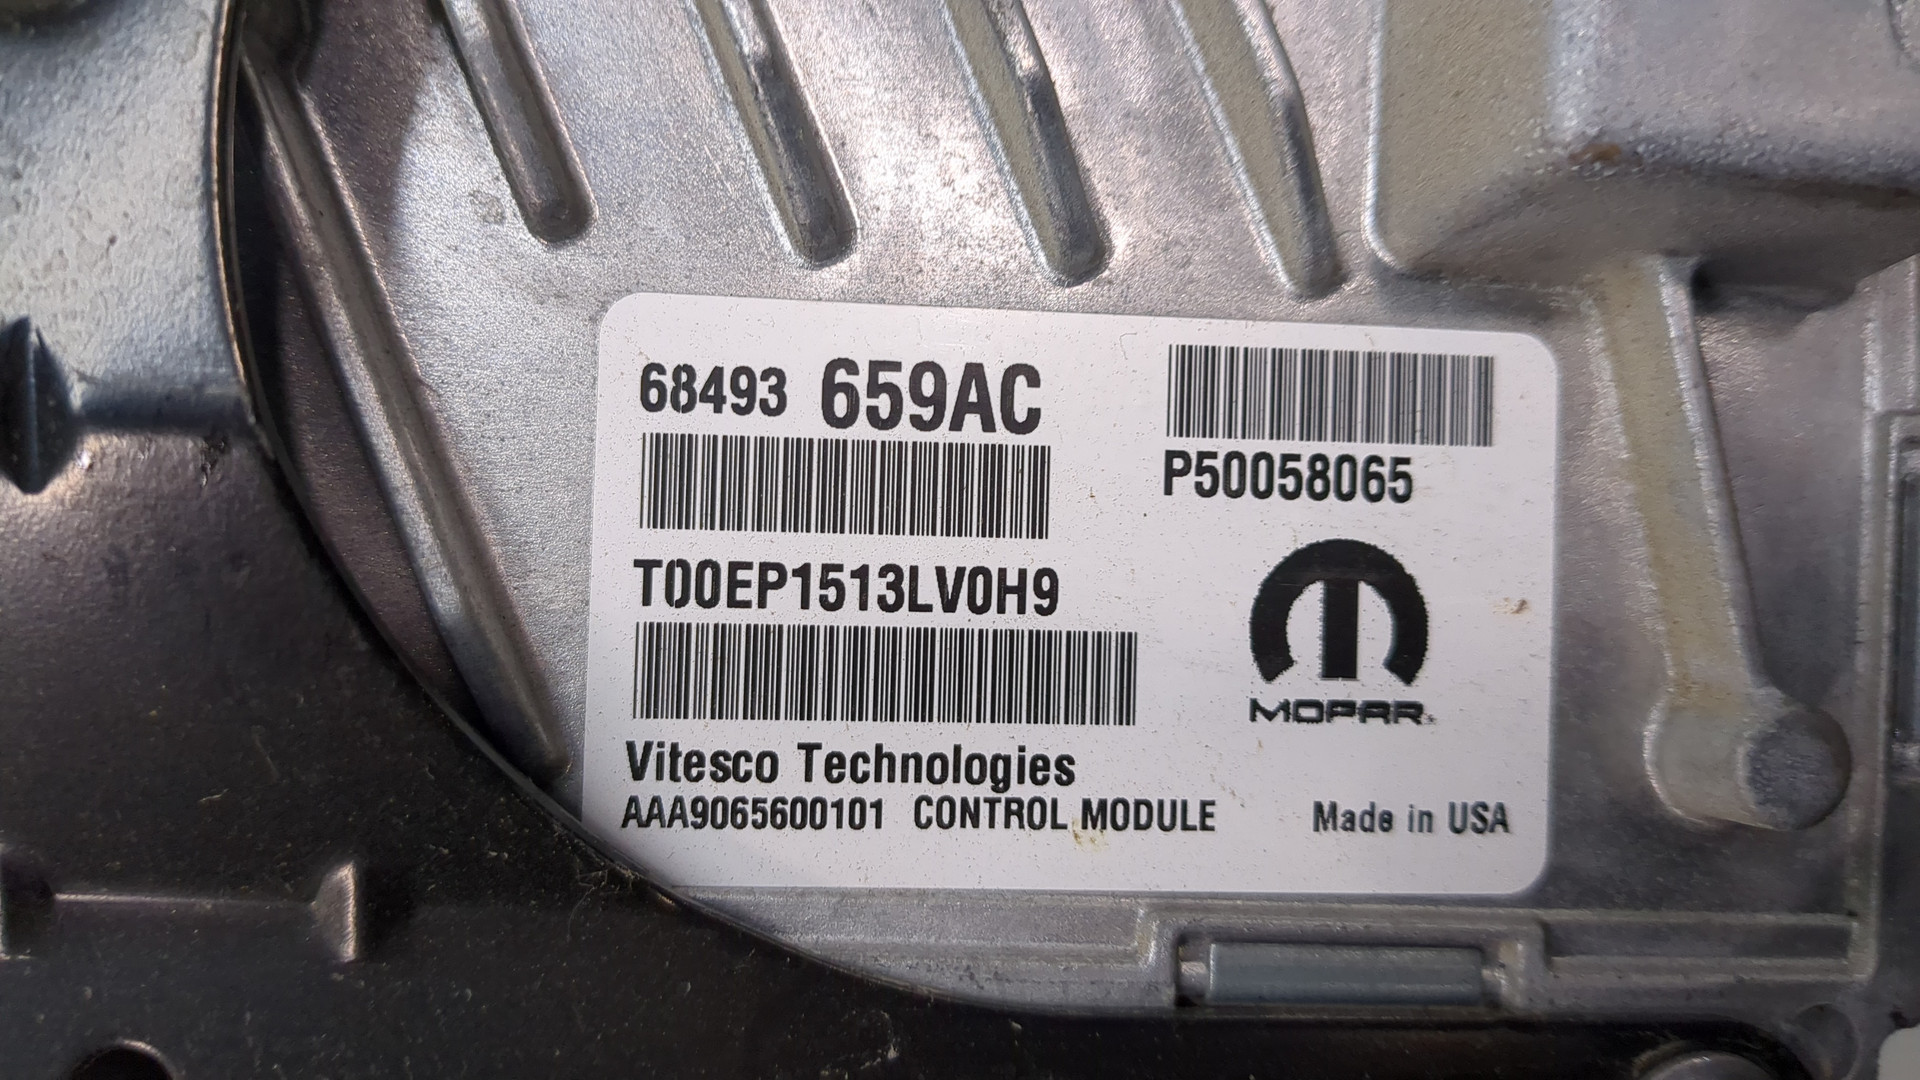 68493 659AC
P50058065
T00EP1513LV0H9
MOPAR
Vitesco Technologies
AAA9065600101 CONTROL MODULE Made in USA